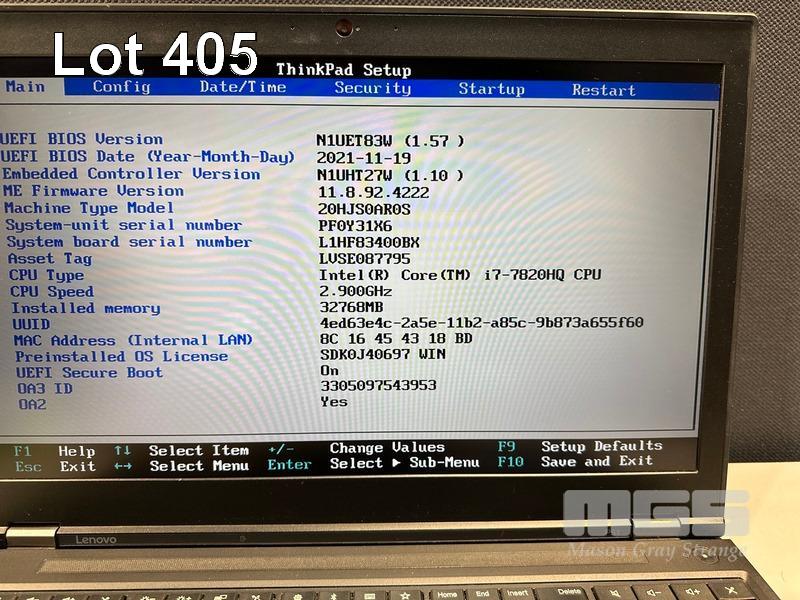 Lot 405
ThinkPad Setup
Main Config Date/Time Security Startup Restart
UEFI BIOS Version N1UET83W (1.57 )
UEFI BIOS Date (Year-Month-Day) 2021-11-19
Embedded Controller Version N1UHT27W (1.10 )
ME Firmware Version 11.8.92.4222
Machine Type Model 20HJS0AR0S
System-unit serial number PF0Y31X6
System board serial number L1HF83400BX
Asset Tag LVSE087795
CPU Type Intel(R) Core(TM) i7-7820HQ CPU
CPU Speed 2.900GHz
Installed memory 32768MB
UUID 4ed63e4c-2a5e-11b2-a85c-9b873a655f60
MAC Address (Internal LAN) 8C 16 45 43 18 BD
Preinstalled OS License SDK0J40697 WIN
UEFI Secure Boot On
OA3 ID 3305097543953
OA2 Yes
F1 Help ↑↓ Select Item +/- Change Values F9 Setup Defaults
Esc Exit ←→ Select Menu Enter Select ▶ Sub-Menu F10 Save and Exit
MGS
Mason Gray Strange
Lenovo
Home End Insert Delete